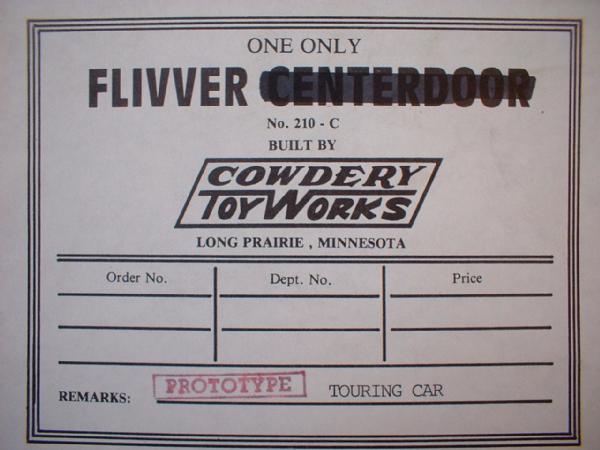 ONE ONLY
FLIVVER CENTERDOOR
No. 210 - C
BUILT BY
COWDERY
TOYWORKS
LONG PRAIRIE , MINNESOTA
Order No. Dept. No. Price
REMARKS: PROTOTYPE TOURING CAR